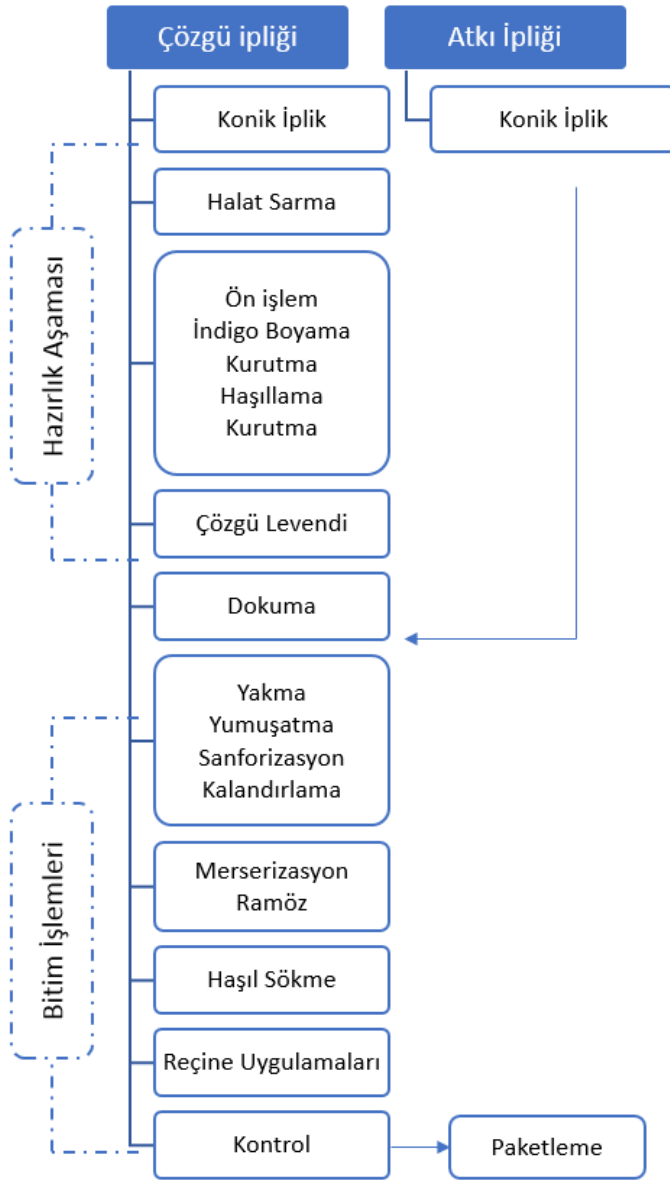 Çözgü ipliği
Atkı İpliği
Konik İplik
Konik İplik
Hazırlık Aşaması
Halat Sarma
Ön işlem
İndigo Boyama
Kurutma
Haşıllama
Kurutma
Çözgü Levendi
Dokuma
Bitim İşlemleri
Yakma
Yumuşatma
Sanforizasyon
Kalandırlama
Merserizasyon
Ramöz
Haşıl Sökme
Reçine Uygulamaları
Kontrol
Paketleme